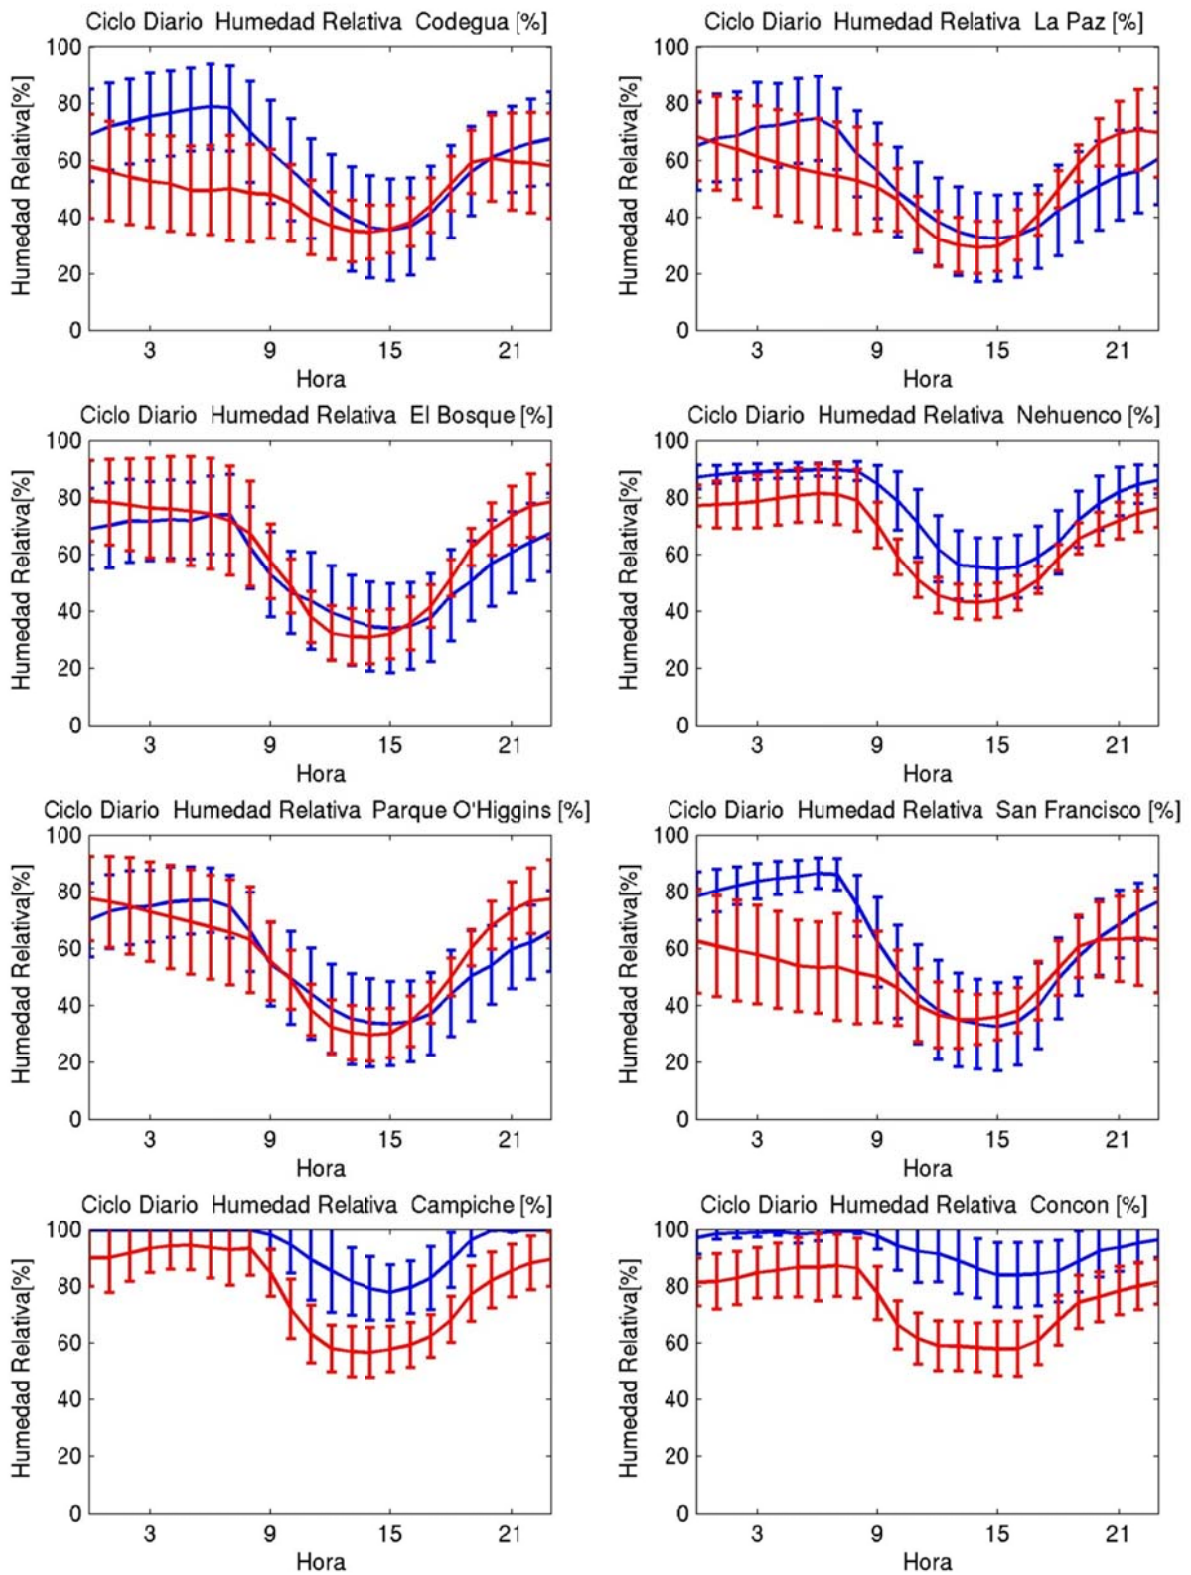 Ciclo Diario Humedad Relativa Codegua [%]
Humedad Relativa[%]
100
80
60
40
20
0
3 9 15 21
Hora
Ciclo Diario Humedad Relativa La Paz [%]
Humedad Relativa[%]
100
80
60
40
20
0
3 9 15 21
Hora
Ciclo Diario Humedad Relativa El Bosque [%]
Humedad Relativa[%]
100
80
60
40
20
0
3 9 15 21
Hora
Ciclo Diario Humedad Relativa Nehuenco [%]
Humedad Relativa[%]
100
80
60
40
20
0
3 9 15 21
Hora
Ciclo Diario Humedad Relativa Parque O'Higgins [%]
Humedad Relativa[%]
100
80
60
40
20
0
3 9 15 21
Hora
Ciclo Diario Humedad Relativa San Francisco [%]
Humedad Relativa[%]
100
80
60
40
20
0
3 9 15 21
Hora
Ciclo Diario Humedad Relativa Campiche [%]
Humedad Relativa[%]
100
80
60
40
20
0
3 9 15 21
Hora
Ciclo Diario Humedad Relativa Concon [%]
Humedad Relativa[%]
100
80
60
40
20
0
3 9 15 21
Hora